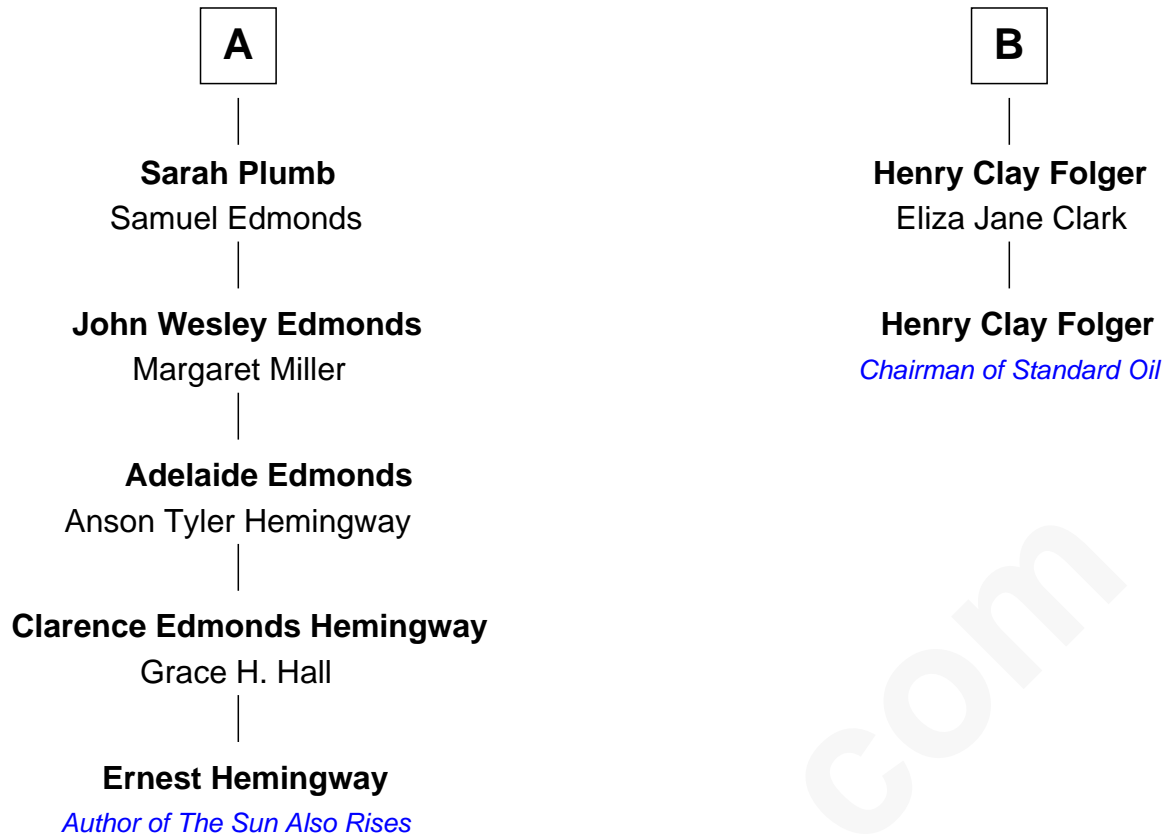 A
Sarah Plumb
Samuel Edmonds
John Wesley Edmonds
Margaret Miller
Adelaide Edmonds
Anson Tyler Hemingway
Clarence Edmonds Hemingway
Grace H. Hall
Ernest Hemingway
Author of The Sun Also Rises
B
Henry Clay Folger
Eliza Jane Clark
Henry Clay Folger
Chairman of Standard Oil
com